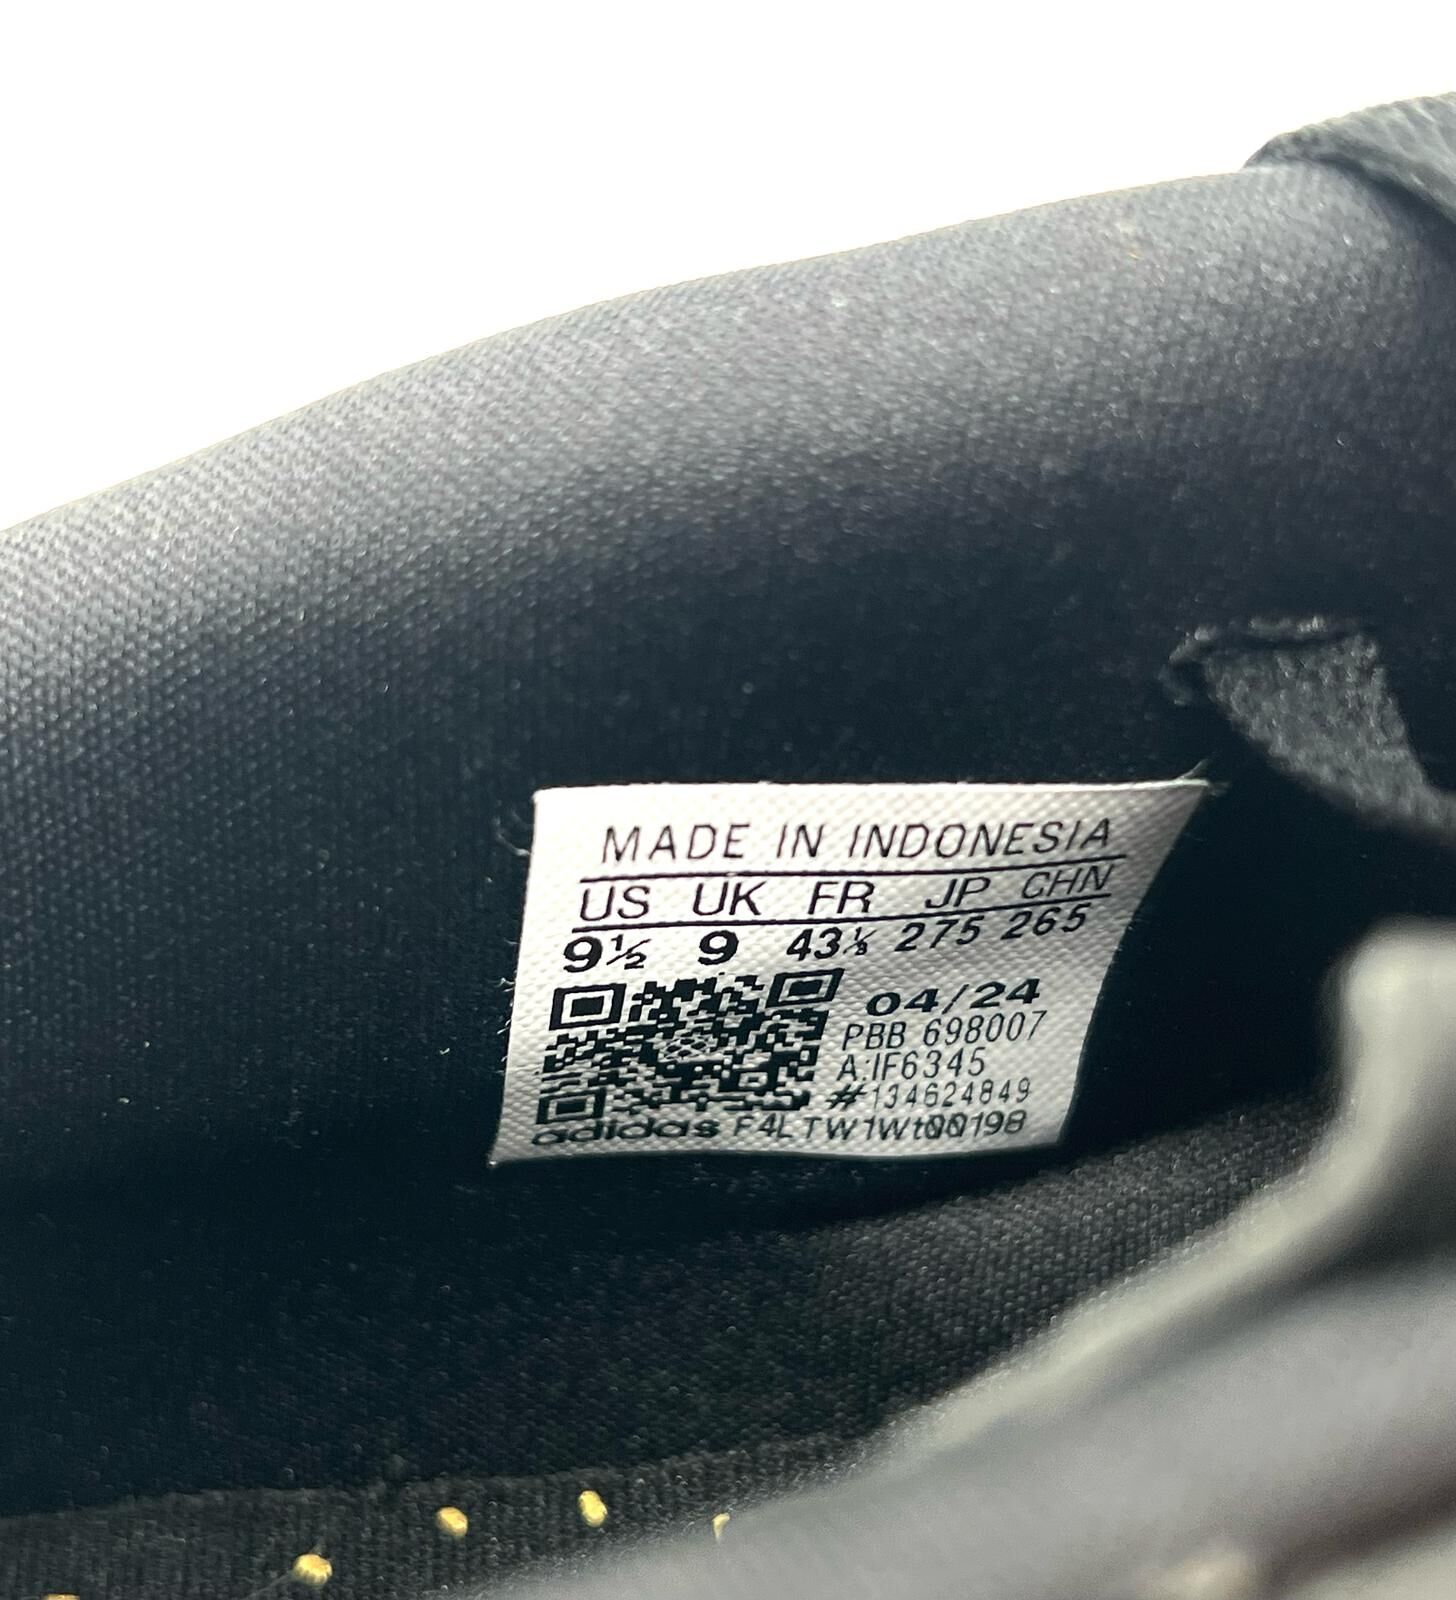 MADE IN INDONESIA
US UK FR JP CHN
9½ 9 43⅓ 275 265
04/24
PBB 698007
A:IF6345
#134624849
adidas F4LTW1Wt00198